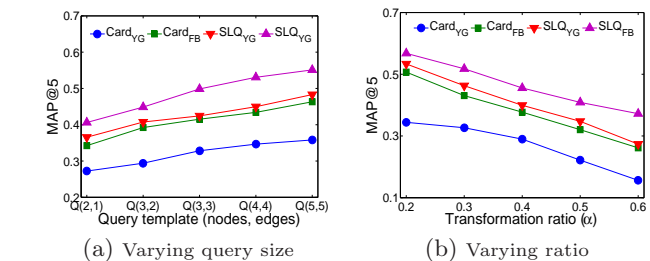 0.7
Card_YG Card_FB SLQ_YG SLQ_YG
0.6
0.5
0.4
0.3
0.2
MAP@5
Q(2,1) Q(3,2) Q(3,3) Q(4,4) Q(5,5)
Query template (nodes, edges)
(a) Varying query size
0.7
Card_YG Card_FB SLQ_YG SLQ_FB
0.5
0.3
0.1
MAP@5
0.2 0.3 0.4 0.5 0.6
Transformation ratio (α)
(b) Varying ratio